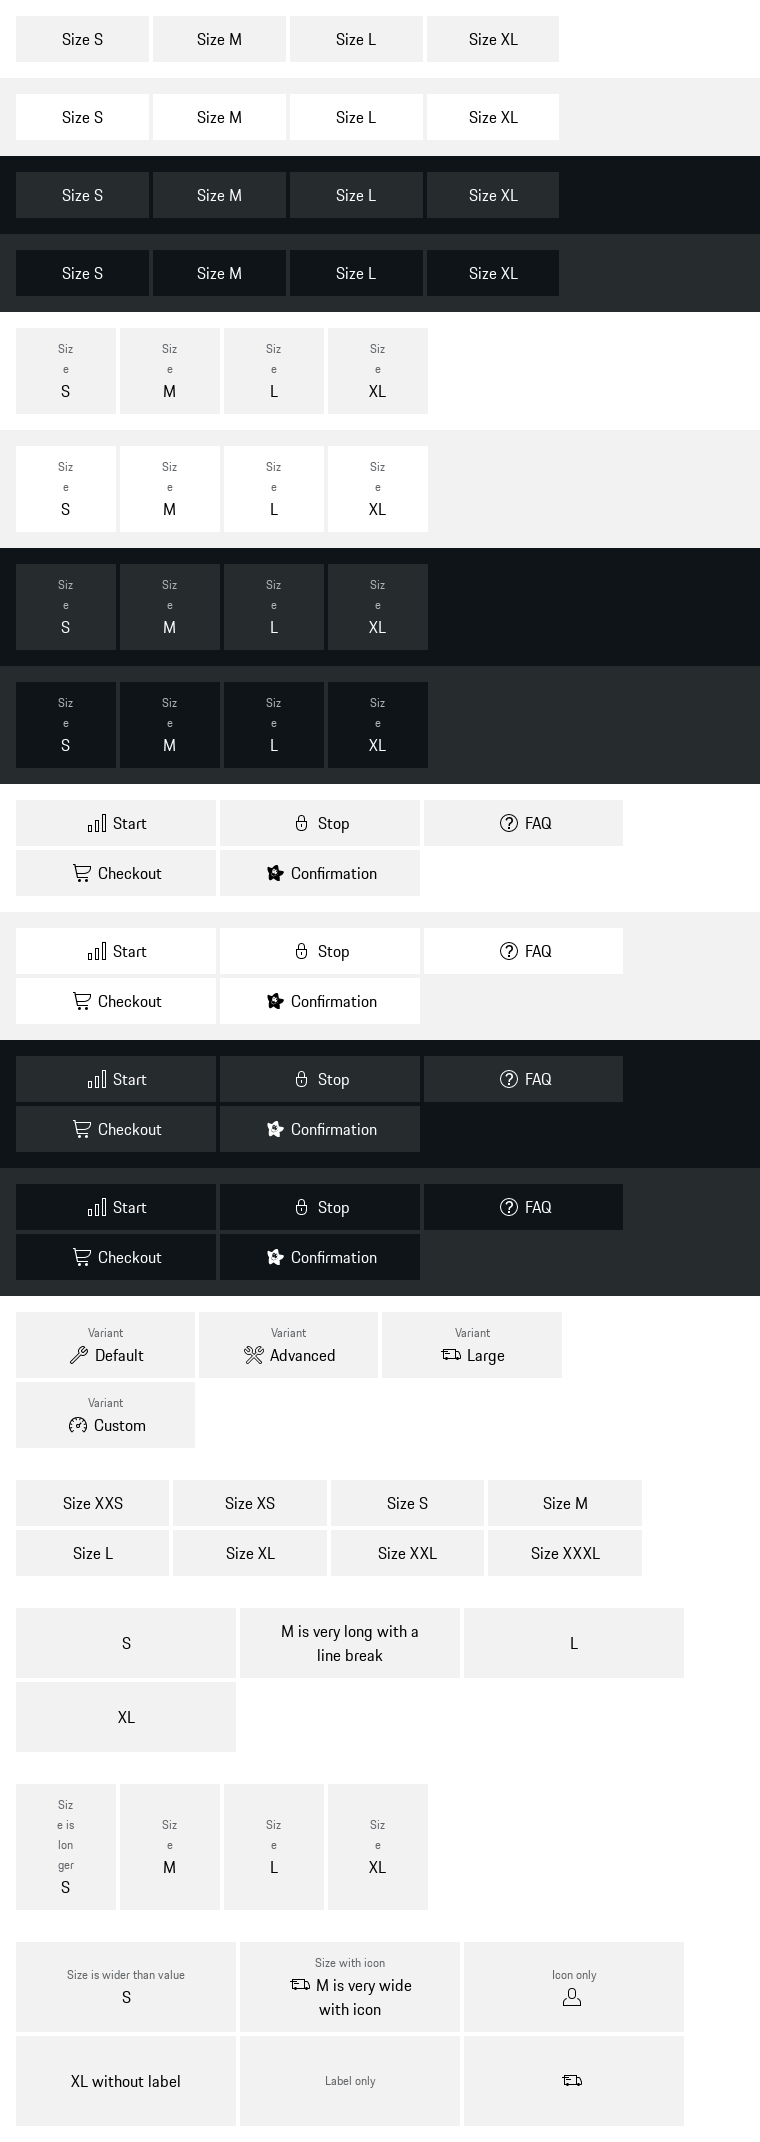 Size S Size M Size L Size XL
Size S Size M Size L Size XL
Size S Size M Size L Size XL
Size S Size M Size L Size XL
Siz Siz Siz Siz
e e e e
S M L XL
Siz Siz Siz Siz
e e e e
S M L XL
Siz Siz Siz Siz
e e e e
S M L XL
Siz Siz Siz Siz
e e e e
S M L XL
Start Stop FAQ
Checkout Confirmation
Start Stop FAQ
Checkout Confirmation
Start Stop FAQ
Checkout Confirmation
Start Stop FAQ
Checkout Confirmation
Variant Variant Variant
Default Advanced Large
Variant
Custom
Size XXS Size XS Size S Size M
Size L Size XL Size XXL Size XXXL
S
M is very long with a
line break
L
XL
Siz
e is
lon
ger
S
Siz
e
M
Siz
e
L
Siz
e
XL
Size is wider than value
S
Size with icon
M is very wide
with icon
Icon only
XL without label
Label only